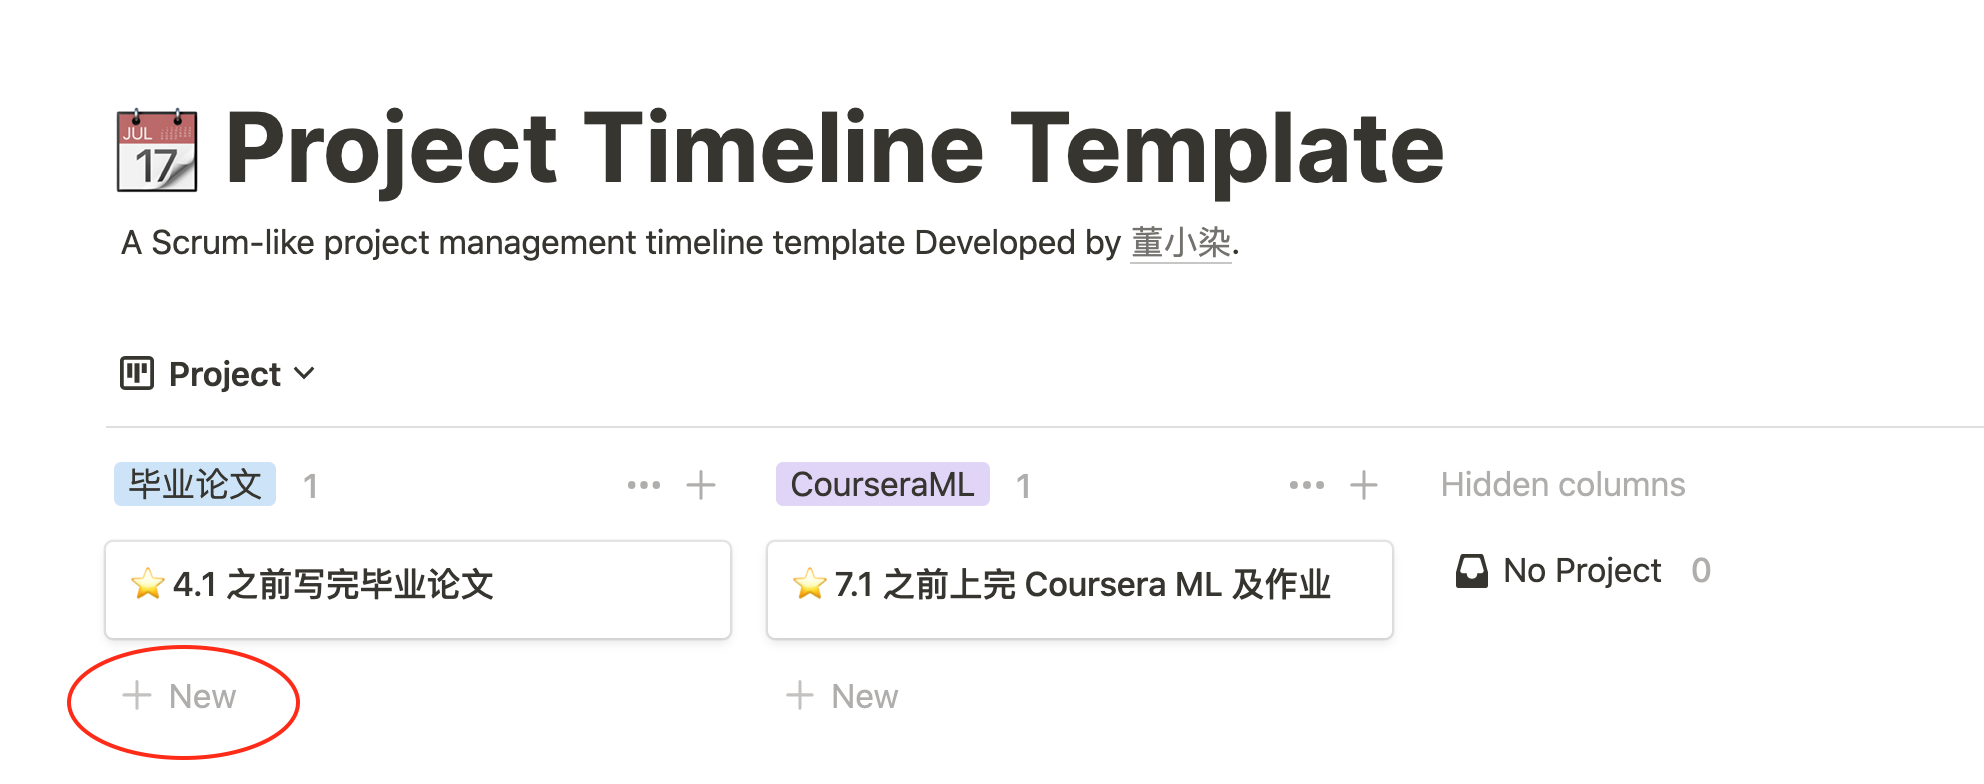 JUL
17
Project Timeline Template
A Scrum-like project management timeline template Developed by 董小染.
Project
毕业论文 1
CourseraML 1
Hidden columns
⭐4.1 之前写完毕业论文
⭐7.1 之前上完 Coursera ML 及作业
No Project 0
+ New
+ New